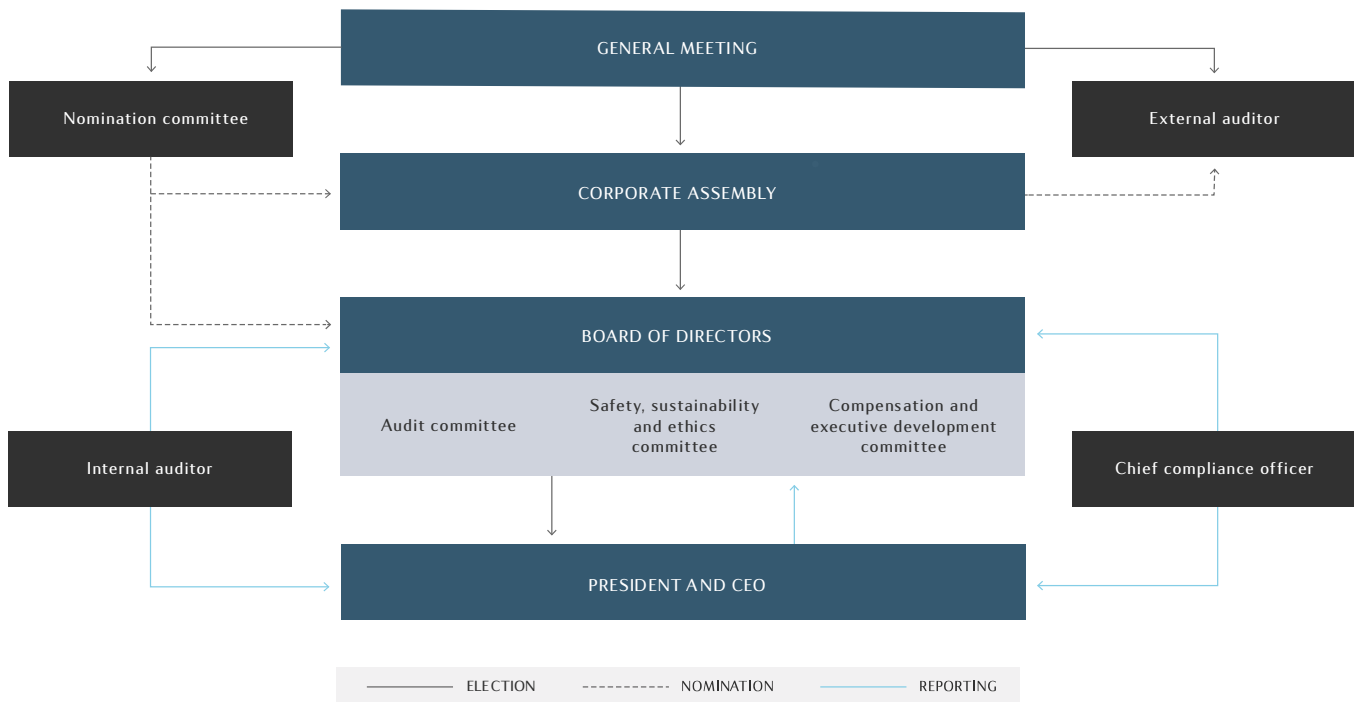 GENERAL MEETING
Nomination committee
External auditor
CORPORATE ASSEMBLY
BOARD OF DIRECTORS
Audit committee
Safety, sustainability
and ethics
committee
Compensation and
executive development
committee
Internal auditor
Chief compliance officer
PRESIDENT AND CEO
ELECTION
NOMINATION
REPORTING